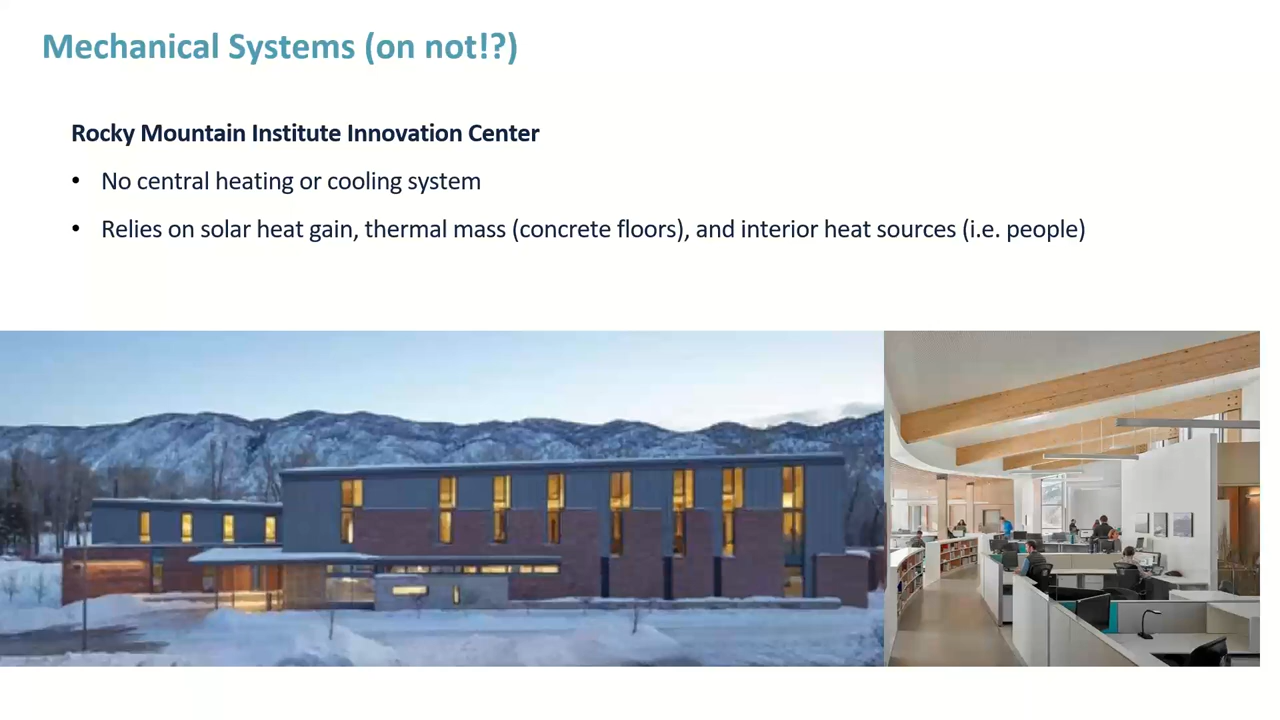 Mechanical Systems (on not!?)
Rocky Mountain Institute Innovation Center
• No central heating or cooling system
• Relies on solar heat gain, thermal mass (concrete floors), and interior heat sources (i.e. people)